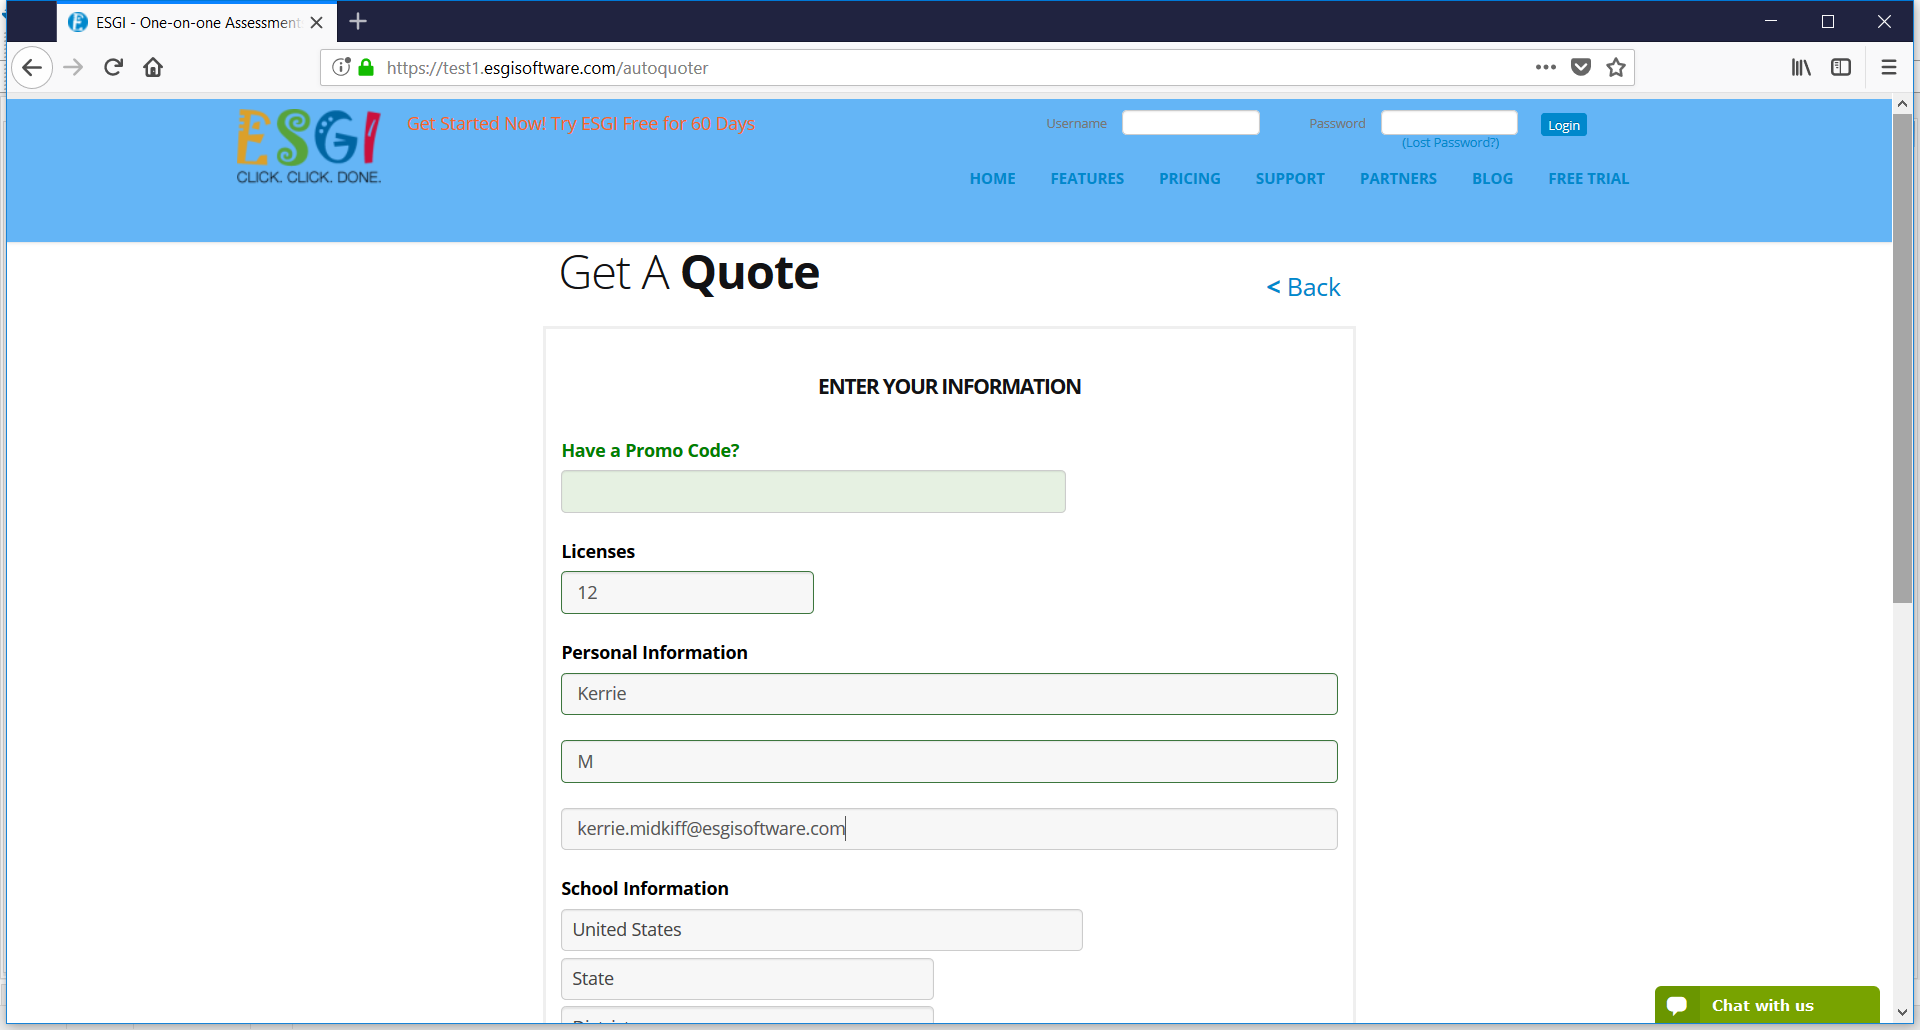 ESGI - One-on-one Assessment
https://test1.esgisoftware.com/autoquoter
ESGI
CLICK. CLICK. DONE.
Get Started Now! Try ESGI Free for 60 Days
Username
Password
Login
(Lost Password?)
HOME FEATURES PRICING SUPPORT PARTNERS BLOG FREE TRIAL
Get A Quote
< Back
ENTER YOUR INFORMATION
Have a Promo Code?
Licenses
12
Personal Information
Kerrie
M
kerrie.midkiff@esgisoftware.com
School Information
United States
State
Chat with us